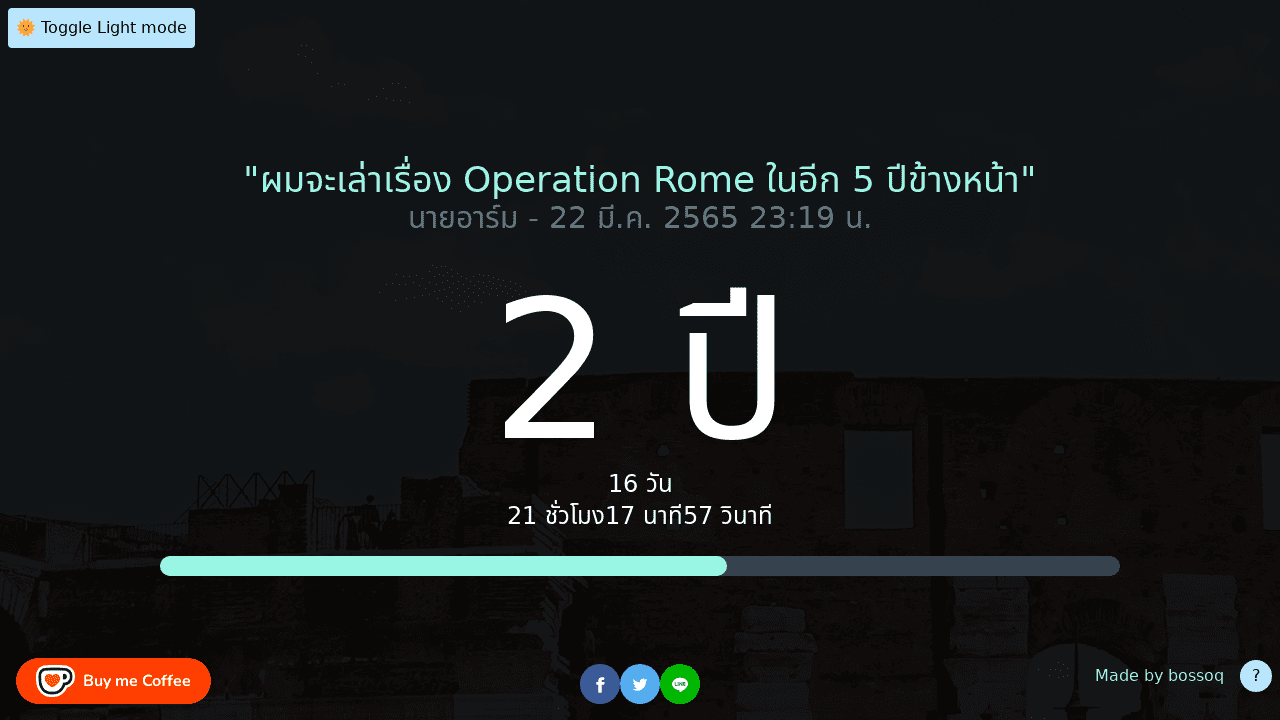 🌞 Toggle Light mode
"ผมจะเล่าเรื่อง Operation Rome ในอีก 5 ปีข้างหน้า"
นายอาร์ม - 22 มี.ค. 2565 23:19 น.
2 ปี
16 วัน
21 ชั่วโมง17 นาที57 วินาที
Buy me Coffee
LINE
Made by bossoq
?